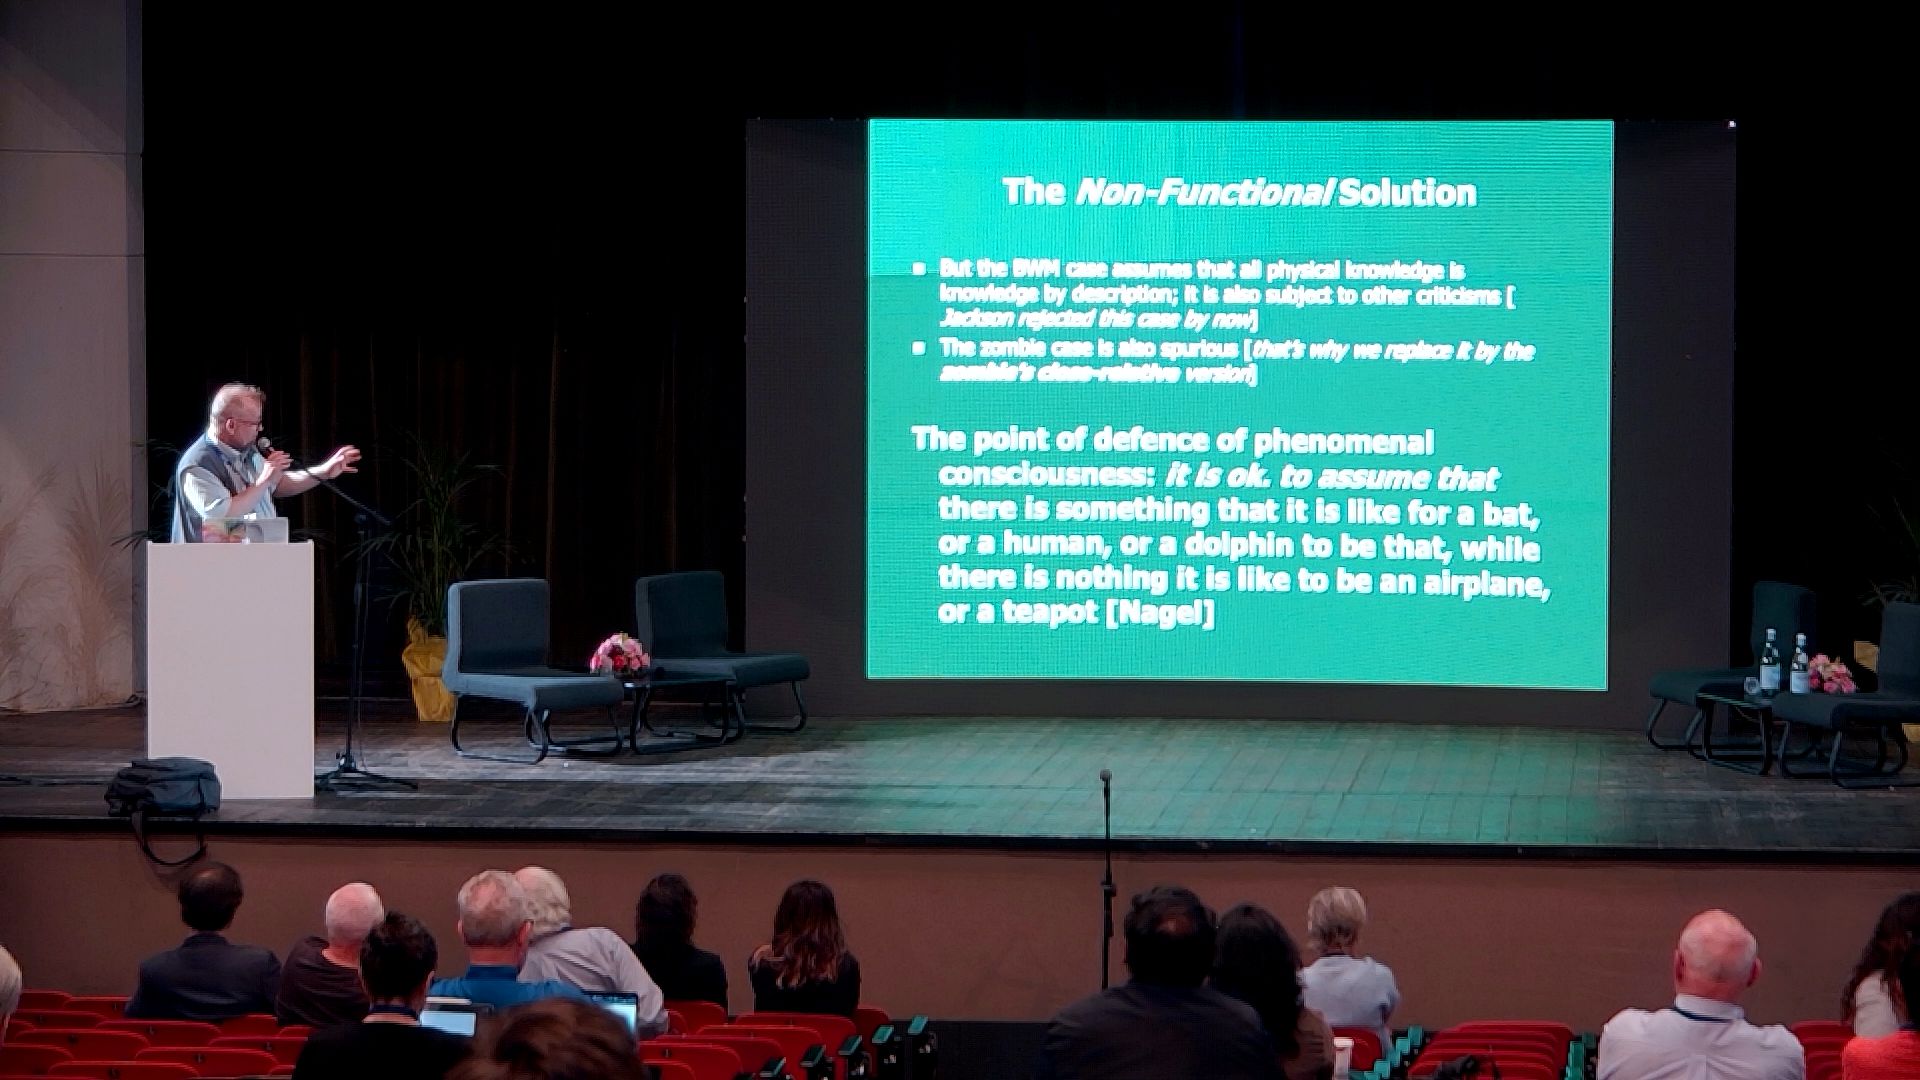 The Non-Functional Solution
But the BWM case assumes that all physical knowledge is
knowledge by description; it is also subject to other criticisms [
Jackson rejected this case by now]
The zombie case is also spurious [that's why we replace it by the
zombie's close-relative version]
The point of defence of phenomenal
consciousness: it is ok. to assume that
there is something that it is like for a bat,
or a human, or a dolphin to be that, while
there is nothing it is like to be an airplane,
or a teapot [Nagel]